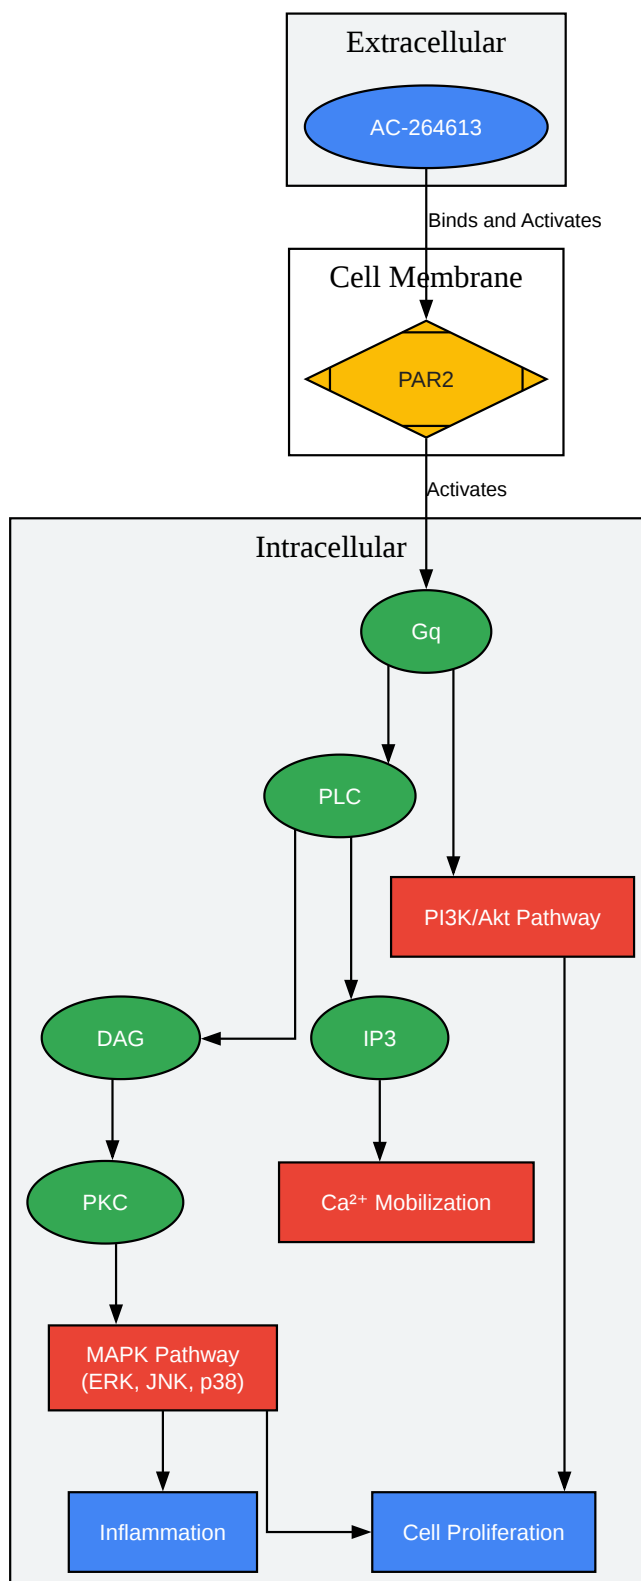 Extracellular
AC-264613
Binds and Activates
Cell Membrane
PAR2
Activates
Intracellular
Gq
PLC
PI3K/Akt Pathway
DAG
IP3
PKC
Ca²⁺ Mobilization
MAPK Pathway
(ERK, JNK, p38)
Inflammation
Cell Proliferation